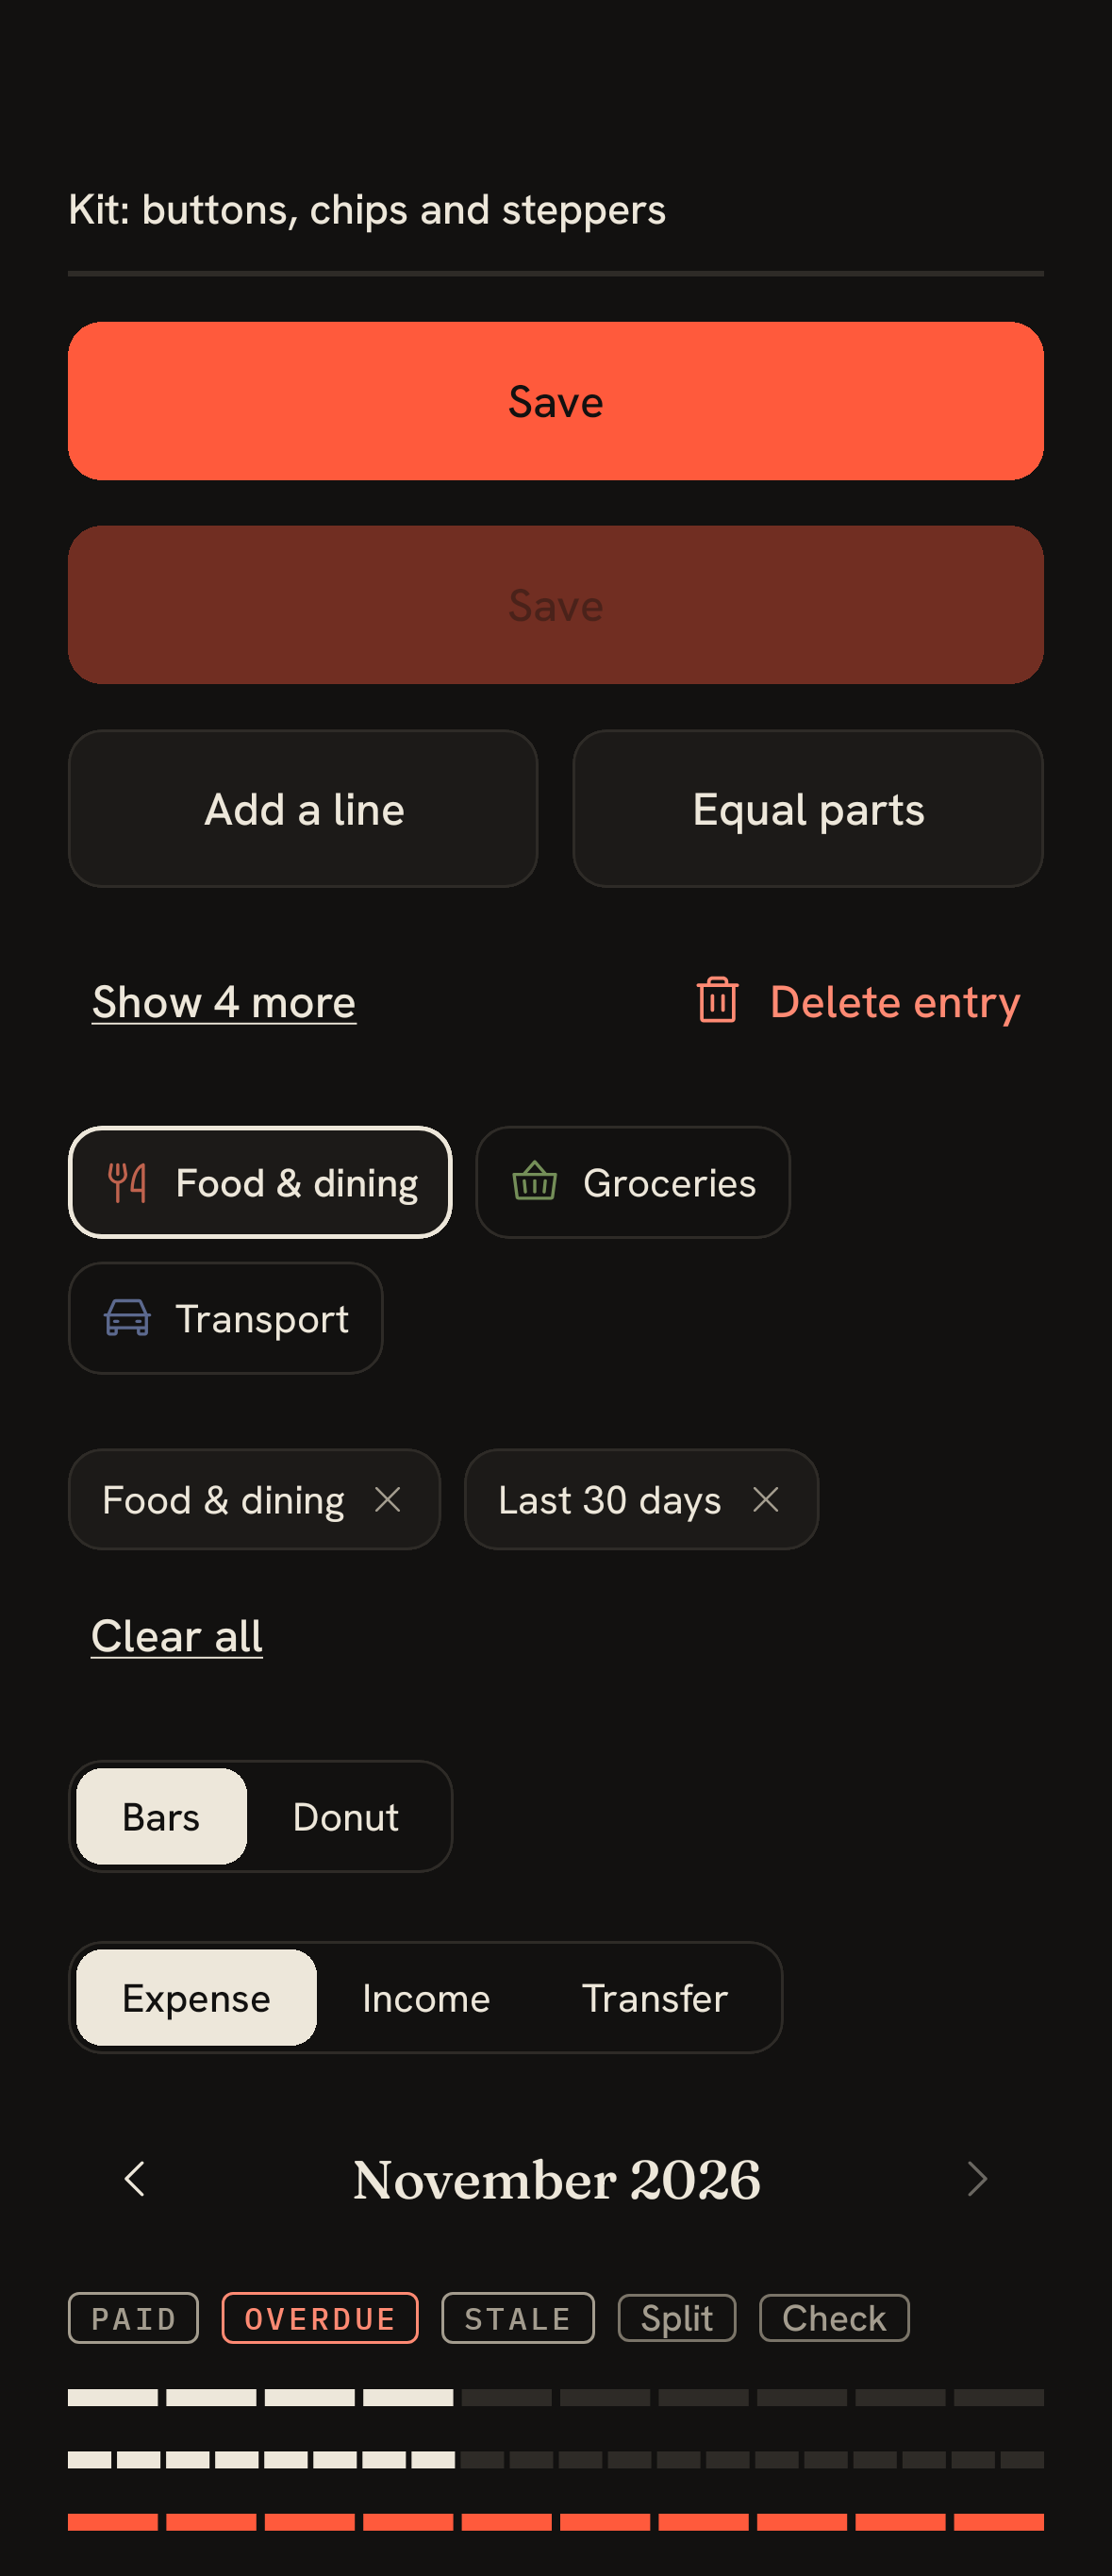 Kit: buttons, chips and steppers
Save
Save
Add a line Equal parts
Show 4 more Delete entry
Food & dining Groceries
Transport
Food & dining Last 30 days
Clear all
Bars Donut
Expense Income Transfer
November 2026
PAID OVERDUE STALE Split Check